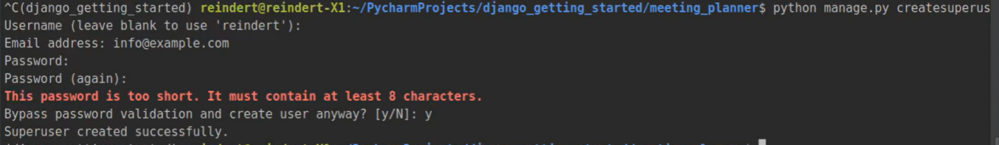 ^C(django_getting_started) reindert@reindert-X1:~/PycharmProjects/django_getting_started/meeting_planner$ python manage.py createsuperus
Username (leave blank to use 'reindert'):
Email address: info@example.com
Password:
Password (again):
This password is too short. It must contain at least 8 characters.
Bypass password validation and create user anyway? [y/N]: y
Superuser created successfully.